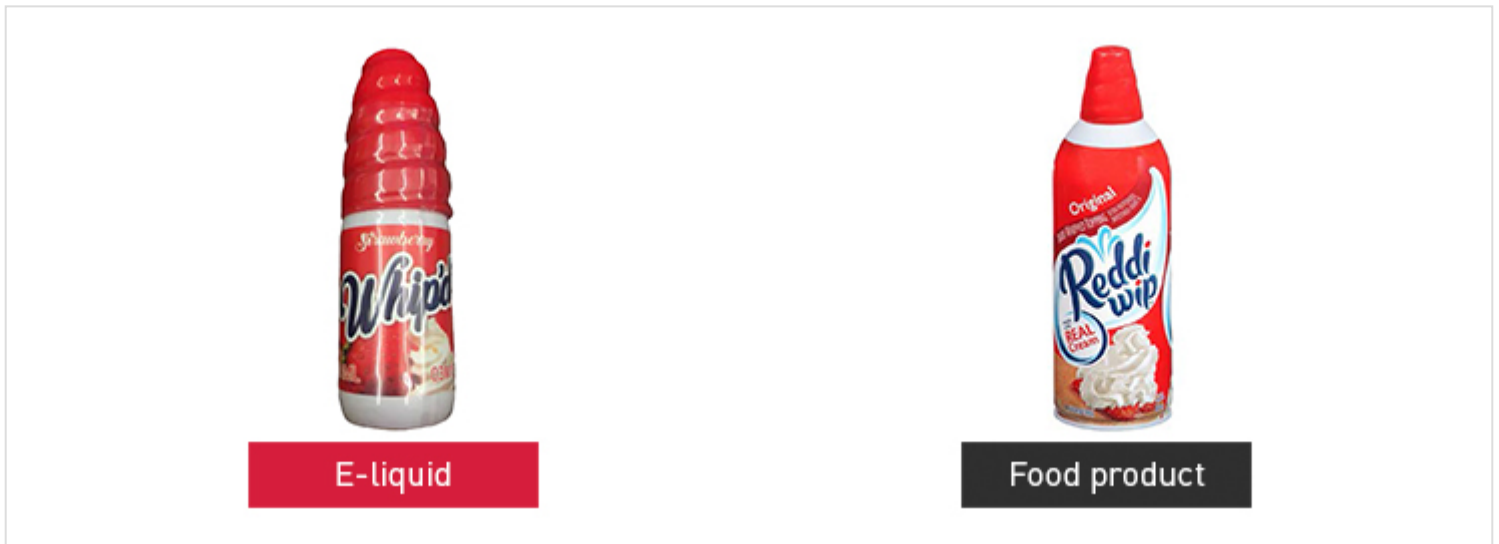 Strawberry
Whip'd
E-liquid
Original
Reddi
wip
REAL
Cream
Food product